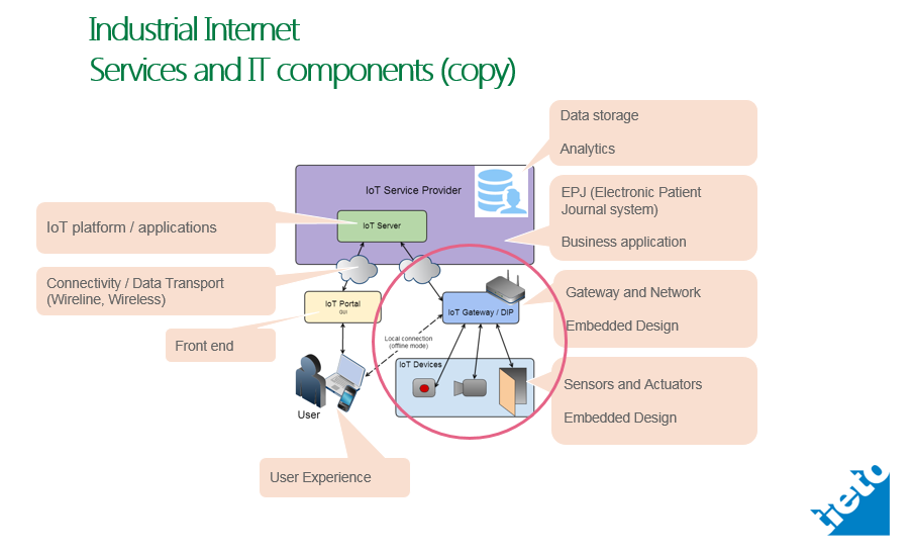 Industrial Internet
Services and IT components (copy)
Data storage
Analytics
IoT Service Provider
EPJ (Electronic Patient
Journal system)
Business application
IoT platform / applications
IoT Server
Connectivity / Data Transport
(Wireline, Wireless)
IoT Portal
GUI
IoT Gateway / DIP
Gateway and Network
Embedded Design
Front end
Local connection
(offline mode)
IoT Devices
Sensors and Actuators
Embedded Design
User
User Experience
tieto